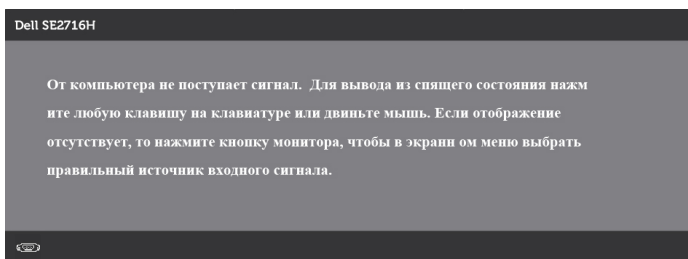 Dell SE2716H
От компьютера не поступает сигнал. Для вывода из спящего состояния нажм
ите любую клавишу на клавиатуре или двиньте мышь. Если отображение
отсутствует, то нажмите кнопку монитора, чтобы в экранн ом меню выбрать
правильный источник входного сигнала.